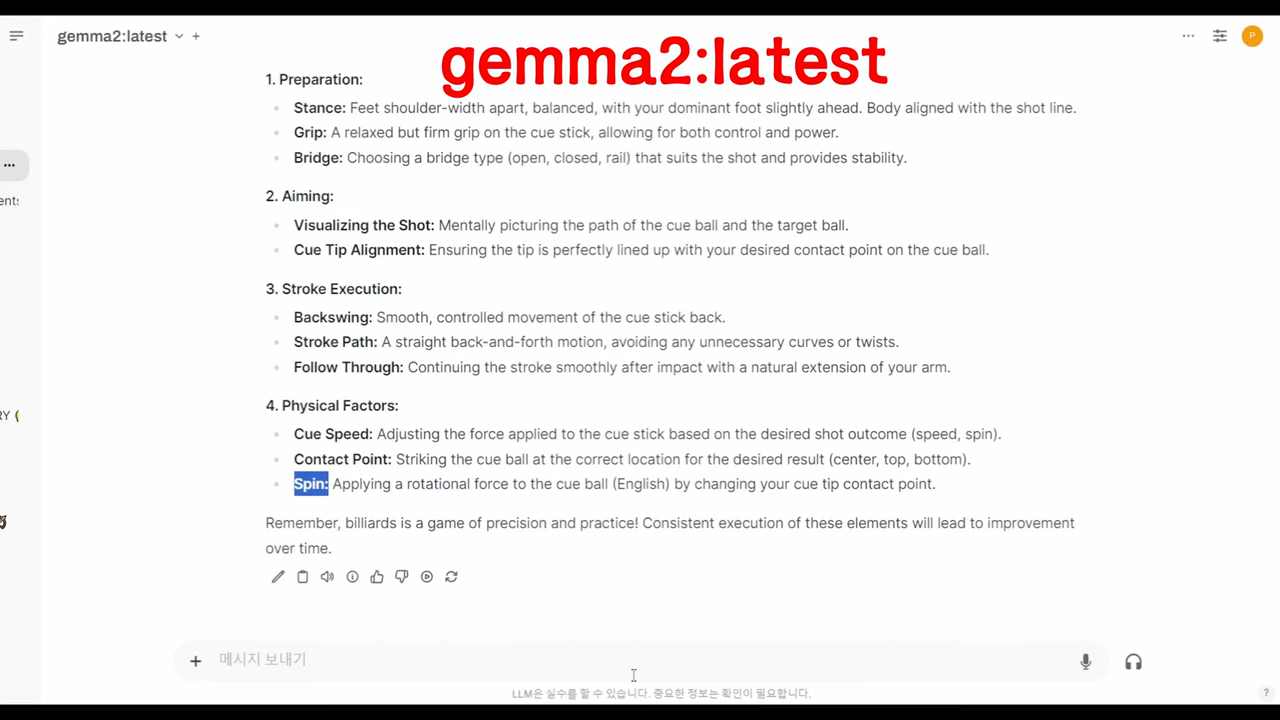 gemma2:latest
gemma2:latest
1. Preparation:
Stance: Feet shoulder-width apart, balanced, with your dominant foot slightly ahead. Body aligned with the shot line.
Grip: A relaxed but firm grip on the cue stick, allowing for both control and power.
Bridge: Choosing a bridge type (open, closed, rail) that suits the shot and provides stability.
2. Aiming:
Visualizing the Shot: Mentally picturing the path of the cue ball and the target ball.
Cue Tip Alignment: Ensuring the tip is perfectly lined up with your desired contact point on the cue ball.
3. Stroke Execution:
Backswing: Smooth, controlled movement of the cue stick back.
Stroke Path: A straight back-and-forth motion, avoiding any unnecessary curves or twists.
Follow Through: Continuing the stroke smoothly after impact with a natural extension of your arm.
4. Physical Factors:
Cue Speed: Adjusting the force applied to the cue stick based on the desired shot outcome (speed, spin).
Contact Point: Striking the cue ball at the correct location for the desired result (center, top, bottom).
Spin: Applying a rotational force to the cue ball (English) by changing your cue tip contact point.
Remember, billiards is a game of precision and practice! Consistent execution of these elements will lead to improvement
over time.
메시지 보내기
LLM은 실수를 할 수 있습니다. 중요한 정보는 확인이 필요합니다.
P
?